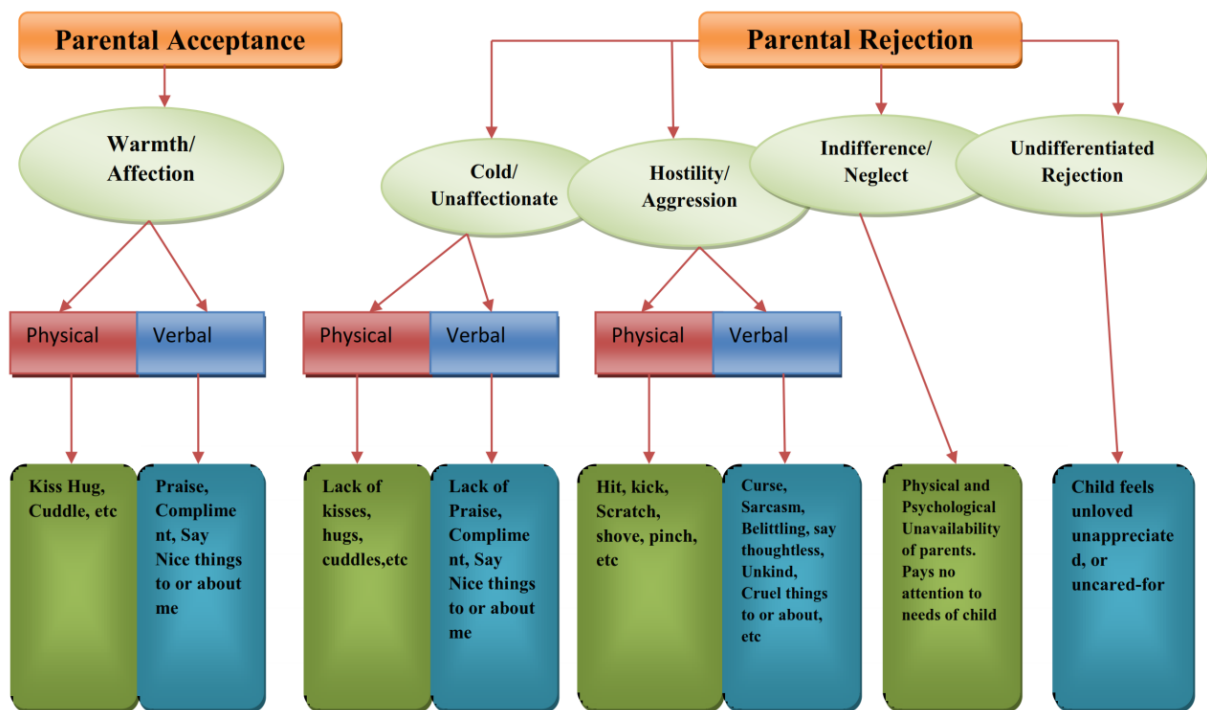 Parental Acceptance
Parental Rejection
Warmth/
Affection
Cold/
Unaffectionate
Hostility/
Aggression
Indifference/
Neglect
Undifferentiated
Rejection
Physical
Verbal
Physical
Verbal
Physical
Verbal
Kiss Hug,
Cuddle, etc
Praise,
Complime
nt, Say
Nice things
to or about
me
Lack of
kisses,
hugs,
cuddles,etc
Lack of
Praise,
Complime
nt, Say
Nice things
to or about
me
Hit, kick,
Scratch,
shove, pinch,
etc
Curse,
Sarcasm,
Belittling, say
thoughtless,
Unkind,
Cruel things
to or about,
etc
Physical and
Psychological
Unavailability
of parents.
Pays no
attention to
needs of child
Child feels
unloved
unappreciate
d, or
uncared-for